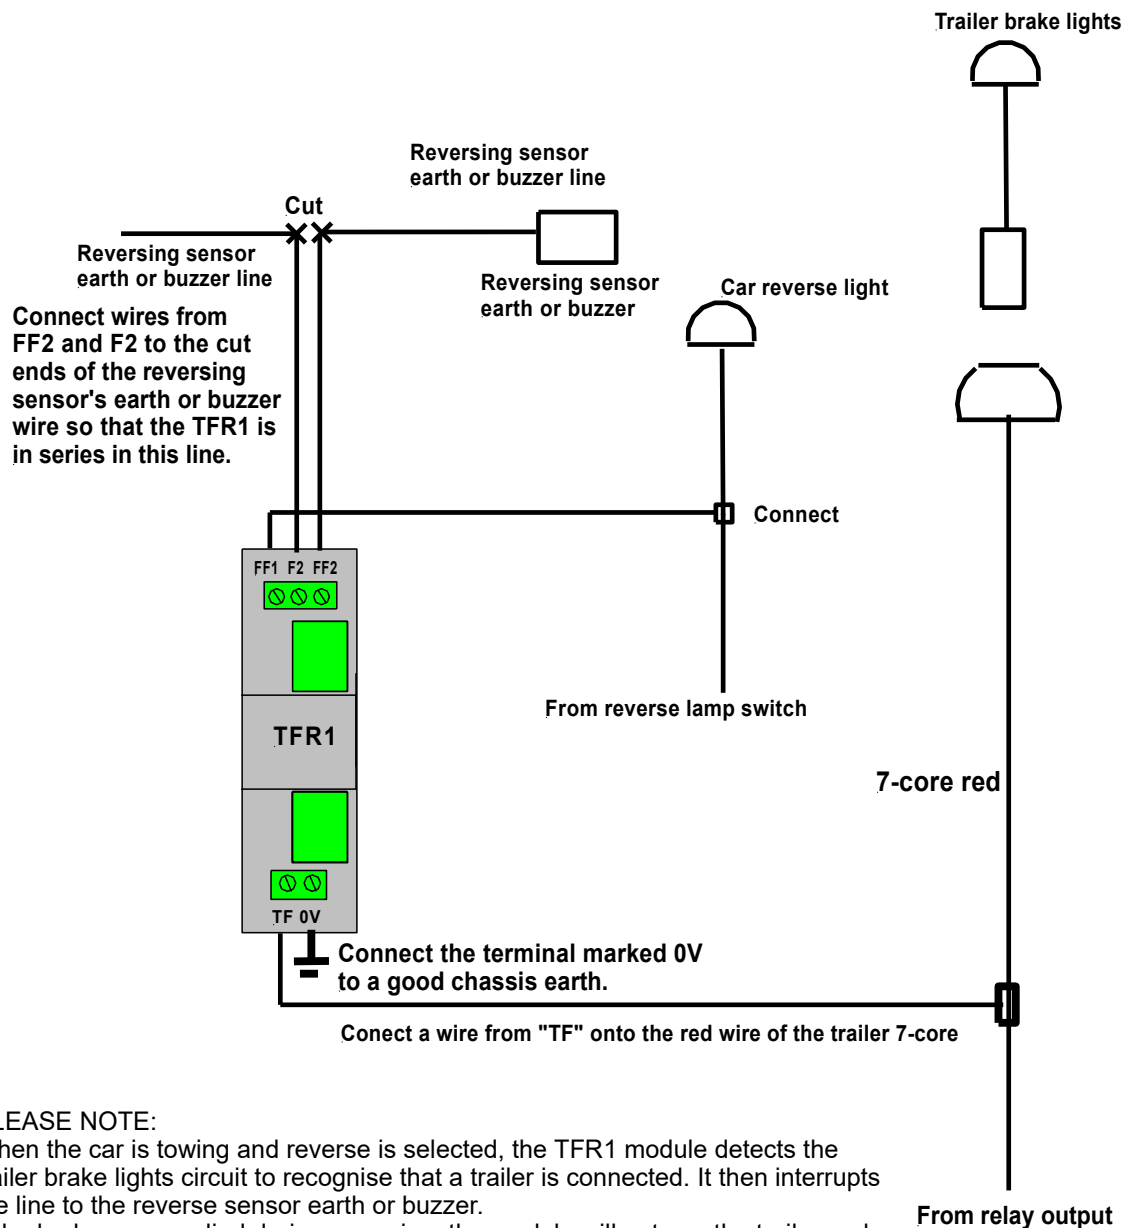 Trailer brake lights
Reversing sensor
earth or buzzer line
Cut
Reversing sensor
earth or buzzer line
Reversing sensor
earth or buzzer
Car reverse light
Connect wires from
FF2 and F2 to the cut
ends of the reversing
sensor's earth or buzzer
wire so that the TFR1 is
in series in this line.
Connect
FF1 F2 FF2
From reverse lamp switch
TFR1
7-core red
TF 0V
Connect the terminal marked 0V
to a good chassis earth.
Conect a wire from "TF" onto the red wire of the trailer 7-core
LEASE NOTE:
hen the car is towing and reverse is selected, the TFR1 module detects the
ailer brake lights circuit to recognise that a trailer is connected. It then interrupts
e line to the reverse sensor earth or buzzer.
From relay output